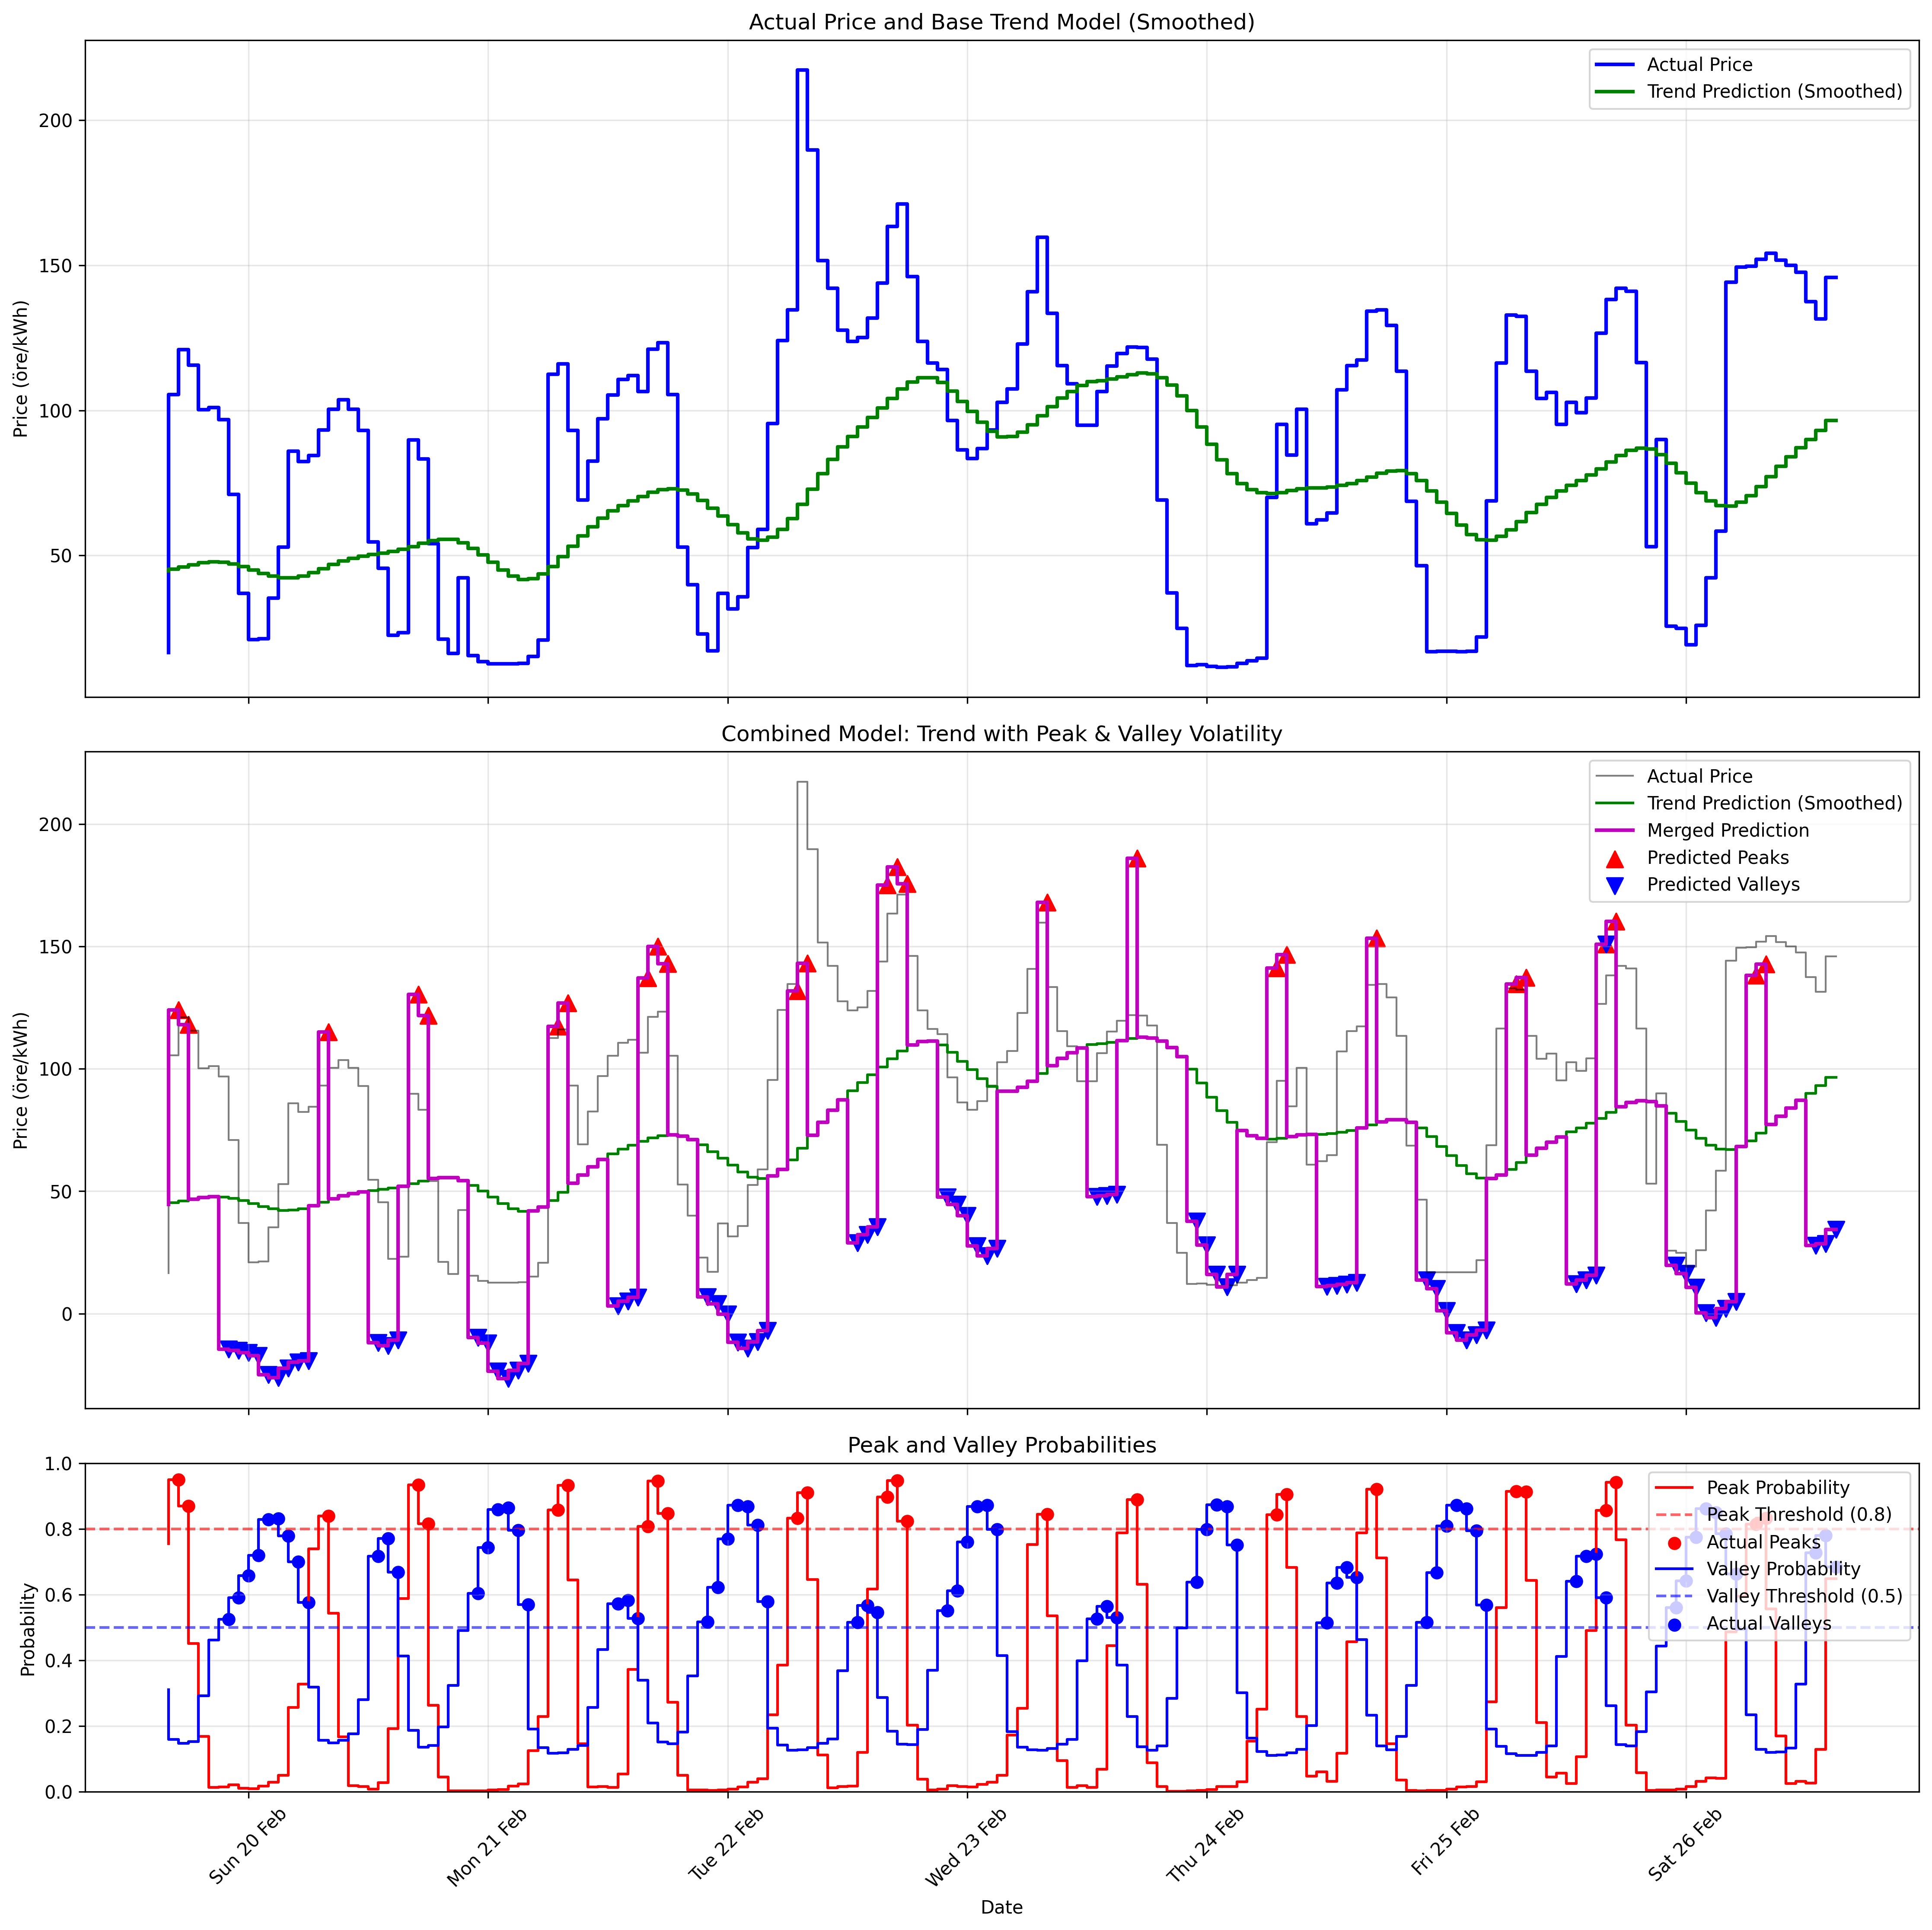 Actual Price and Base Trend Model (Smoothed)
Actual Price
Trend Prediction (Smoothed)
Price (öre/kWh)
200
150
100
50
Combined Model: Trend with Peak & Valley Volatility
Actual Price
Trend Prediction (Smoothed)
Merged Prediction
Predicted Peaks
Predicted Valleys
Price (öre/kWh)
200
150
100
50
0
Peak and Valley Probabilities
Peak Probability
Peak Threshold (0.8)
Actual Peaks
Valley Probability
Valley Threshold (0.5)
Actual Valleys
Probability
1.0
0.8
0.6
0.4
0.2
0.0
Sun 20 Feb
Mon 21 Feb
Tue 22 Feb
Wed 23 Feb
Thu 24 Feb
Fri 25 Feb
Sat 26 Feb
Date